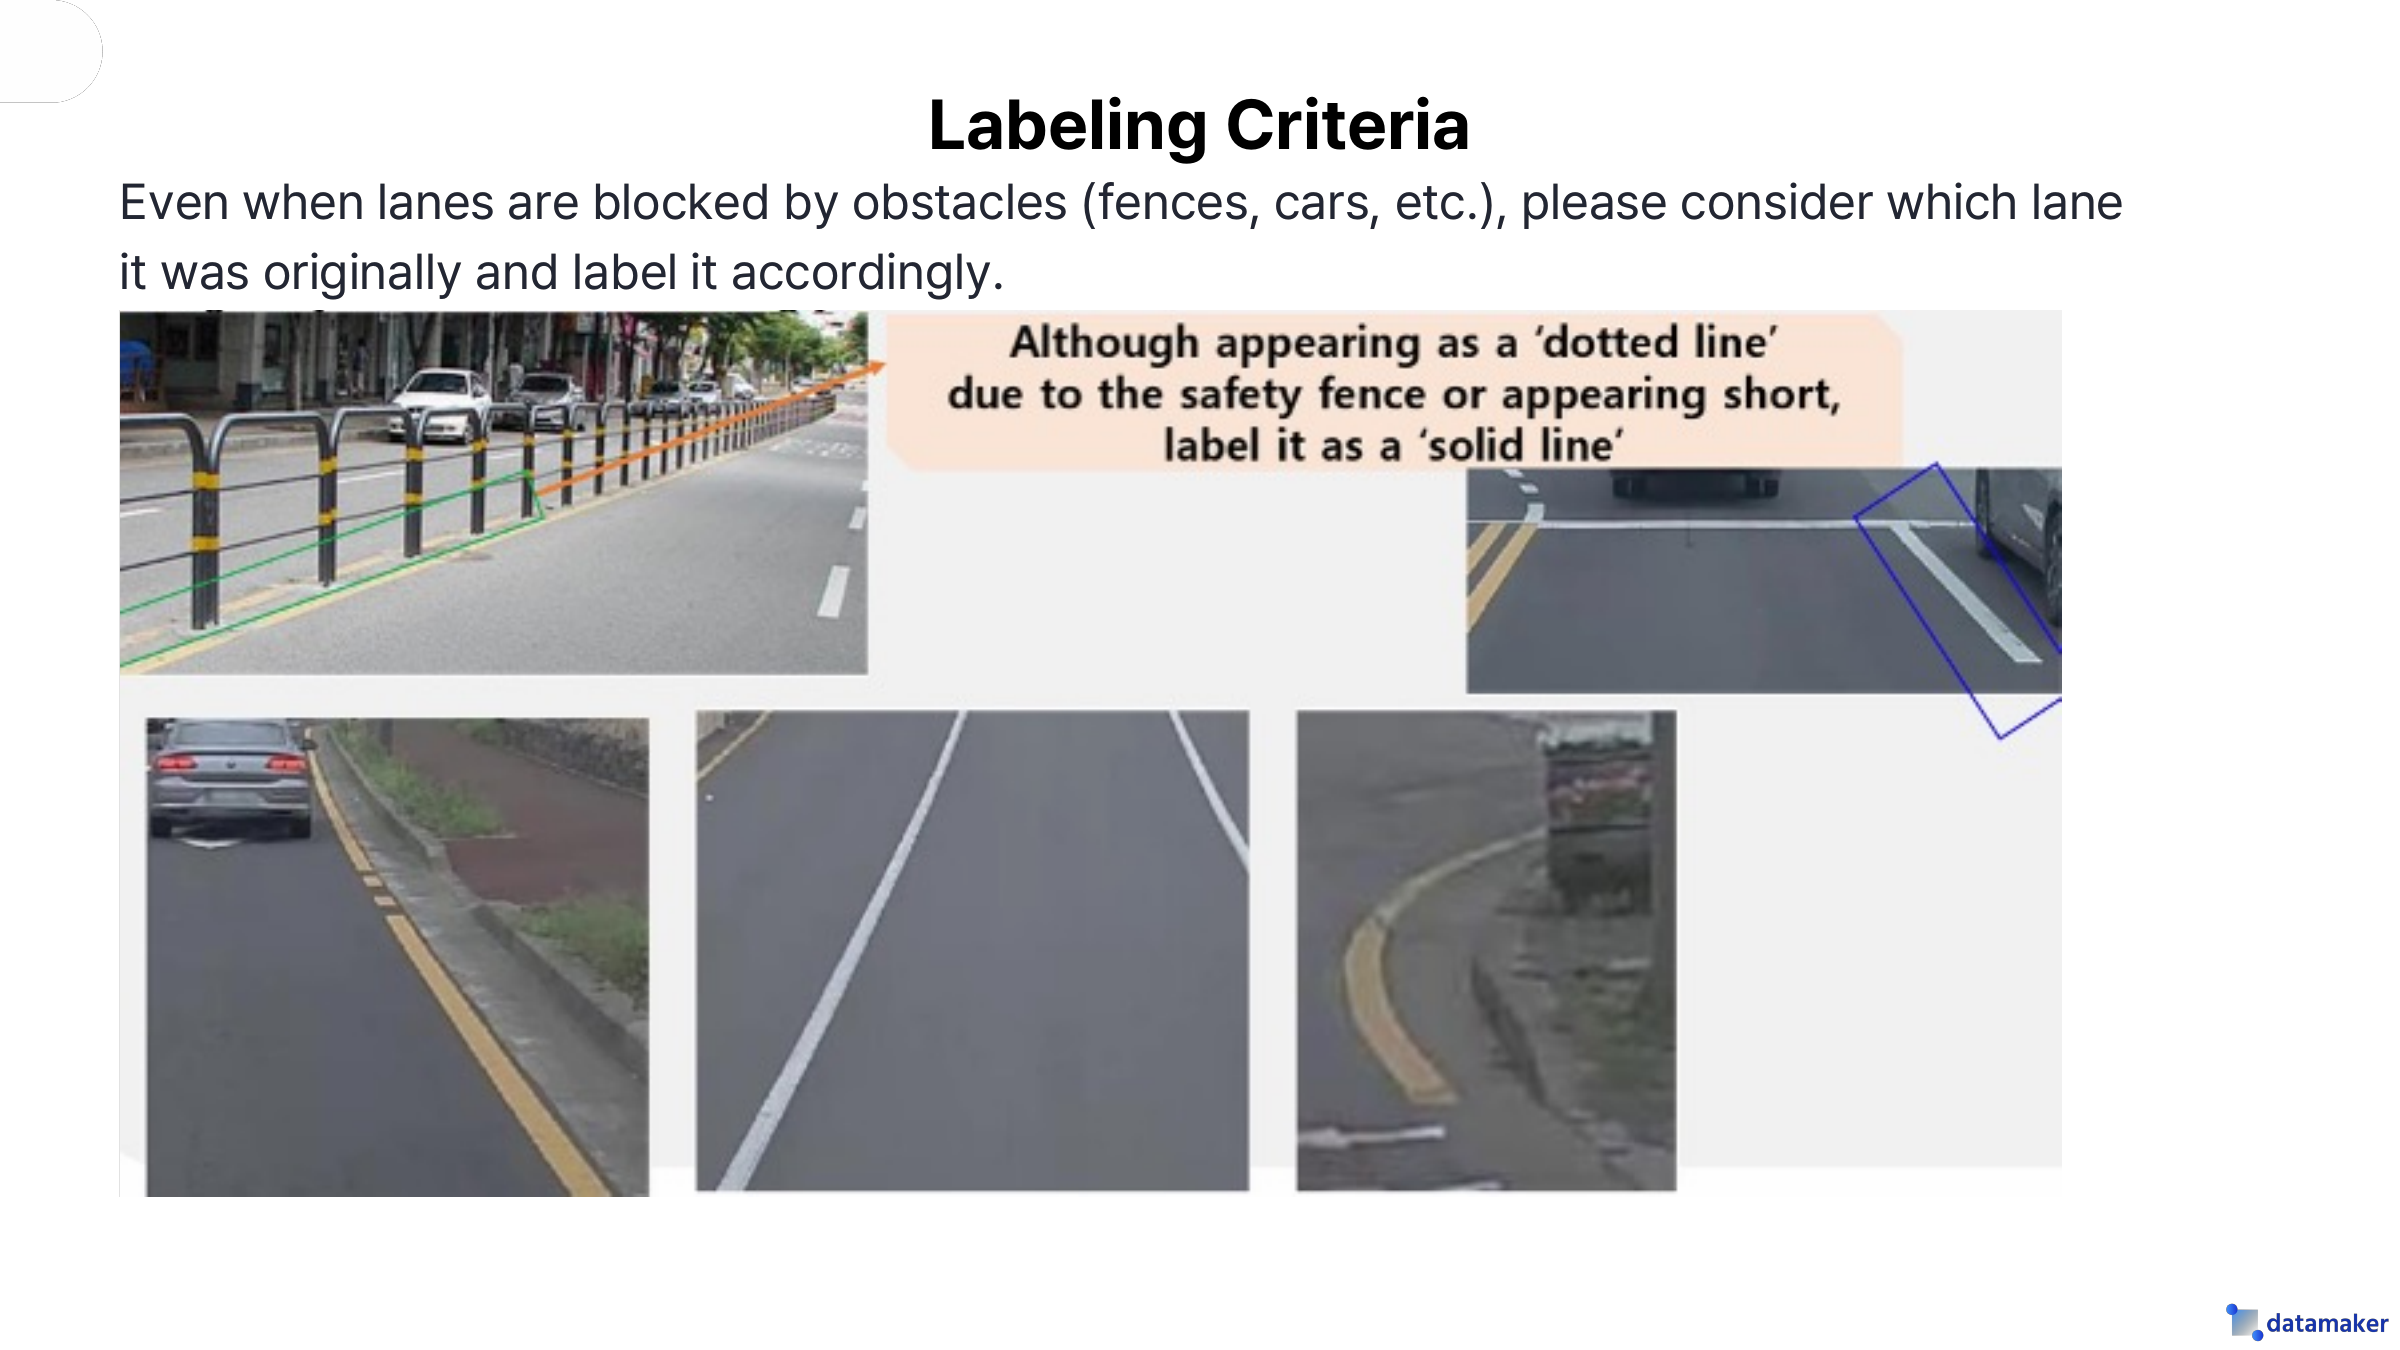 Labeling Criteria
Even when lanes are blocked by obstacles (fences, cars, etc.), please consider which lane
it was originally and label it accordingly.
Although appearing as a ‘dotted line’
due to the safety fence or appearing short,
label it as a ‘solid line’
datamaker